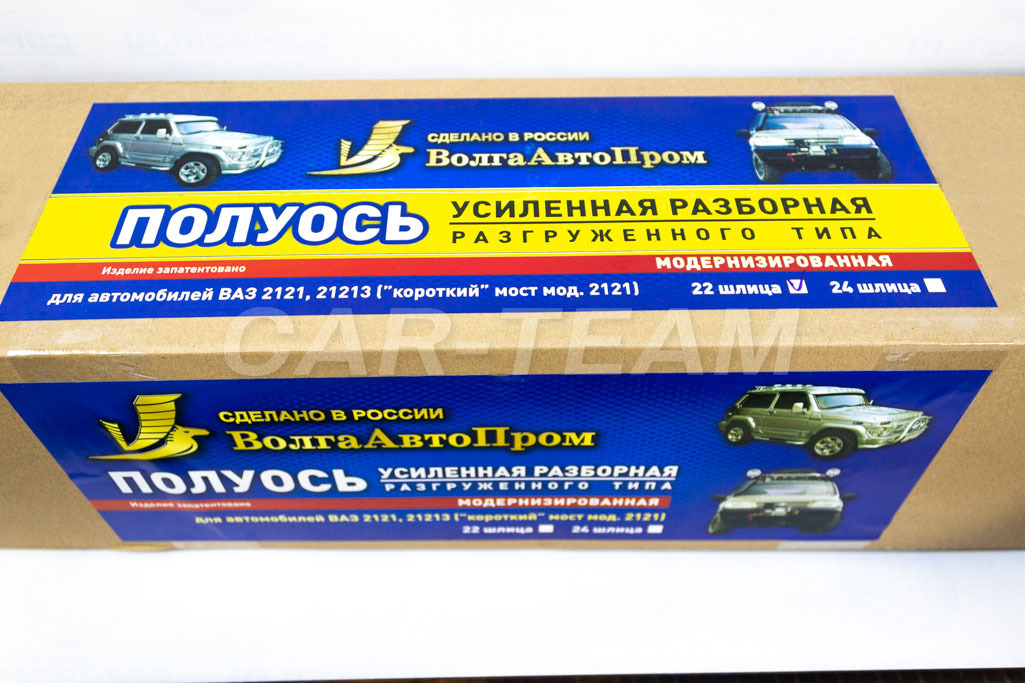 СДЕЛАНО В РОССИИ
ВолгаАвтоПром
ПОЛУОСЬ
УСИЛЕННАЯ РАЗБОРНАЯ
РАЗГРУЖЕННОГО ТИПА
Изделие запатентовано
МОДЕРНИЗИРОВАННАЯ
для автомобилей ВАЗ 2121, 21213 ("короткий" мост мод. 2121)
22 шлица 24 шлица
CAR-TEAM
СДЕЛАНО В РОССИИ
ВолгаАвтоПром
ПОЛУОСЬ
УСИЛЕННАЯ РАЗБОРНАЯ
РАЗГРУЖЕННОГО ТИПА
Изделие запатентовано
МОДЕРНИЗИРОВАННАЯ
для автомобилей ВАЗ 2121, 21213 ("короткий" мост мод. 2121)
22 шлица 24 шлица